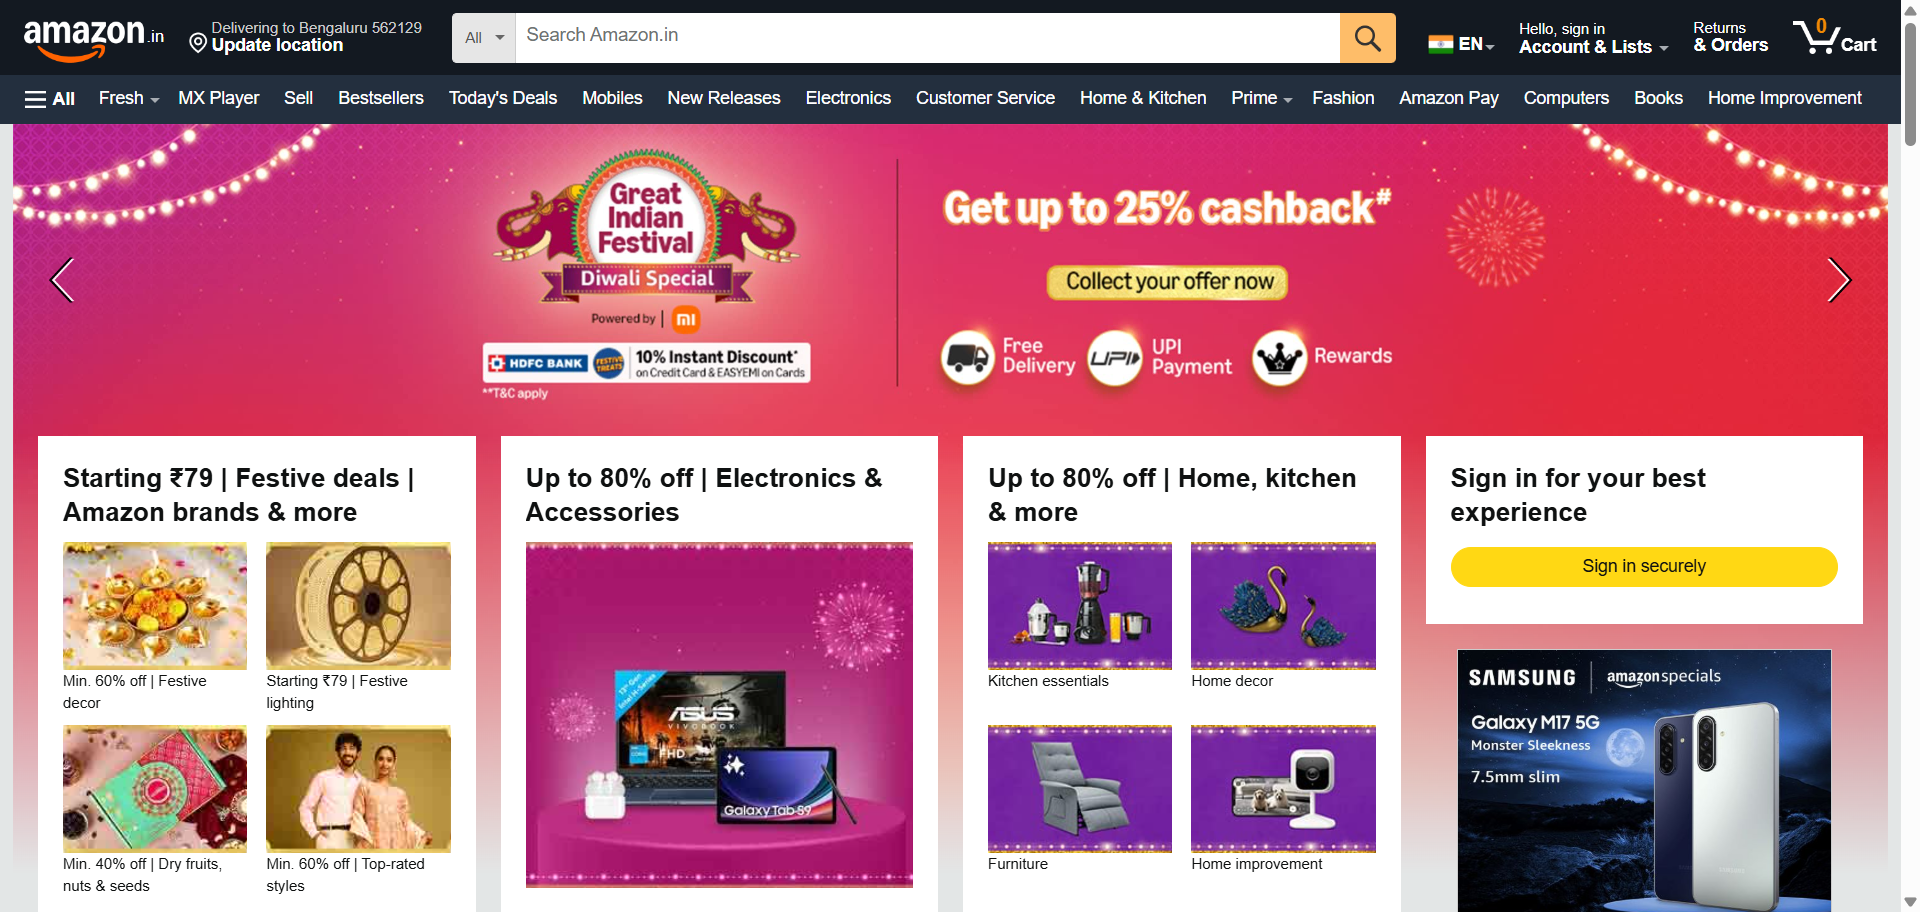 amazon.in
Delivering to Bengaluru 562129
Update location
All
Search Amazon.in
EN
Hello, sign in
Account & Lists
Returns
& Orders
0
Cart
All
Fresh
MX Player
Sell
Bestsellers
Today's Deals
Mobiles
New Releases
Electronics
Customer Service
Home & Kitchen
Prime
Fashion
Amazon Pay
Computers
Books
Home Improvement
Great
Indian
Festival
Diwali Special
Powered by | mi
HDFC BANK
FESTIVE
TREATS
10% Instant Discount*
on Credit Card & EASYEMI on Cards
**T&C apply
Get up to 25% cashback#
Collect your offer now
Free
Delivery
UPI
UPI
Payment
Rewards
Starting ₹79 | Festive deals |
Amazon brands & more
Min. 60% off | Festive
decor
Starting ₹79 | Festive
lighting
Min. 40% off | Dry fruits,
nuts & seeds
Min. 60% off | Top-rated
styles
Up to 80% off | Electronics &
Accessories
13th Gen
Intel H-Series
ASUS
VIVOBOOK
FHD
Galaxy Tab S9
Up to 80% off | Home, kitchen
& more
Kitchen essentials
Home decor
Furniture
Home improvement
Sign in for your best
experience
Sign in securely
SAMSUNG
amazonspecials
Galaxy M17 5G
Monster Sleekness
7.5mm slim